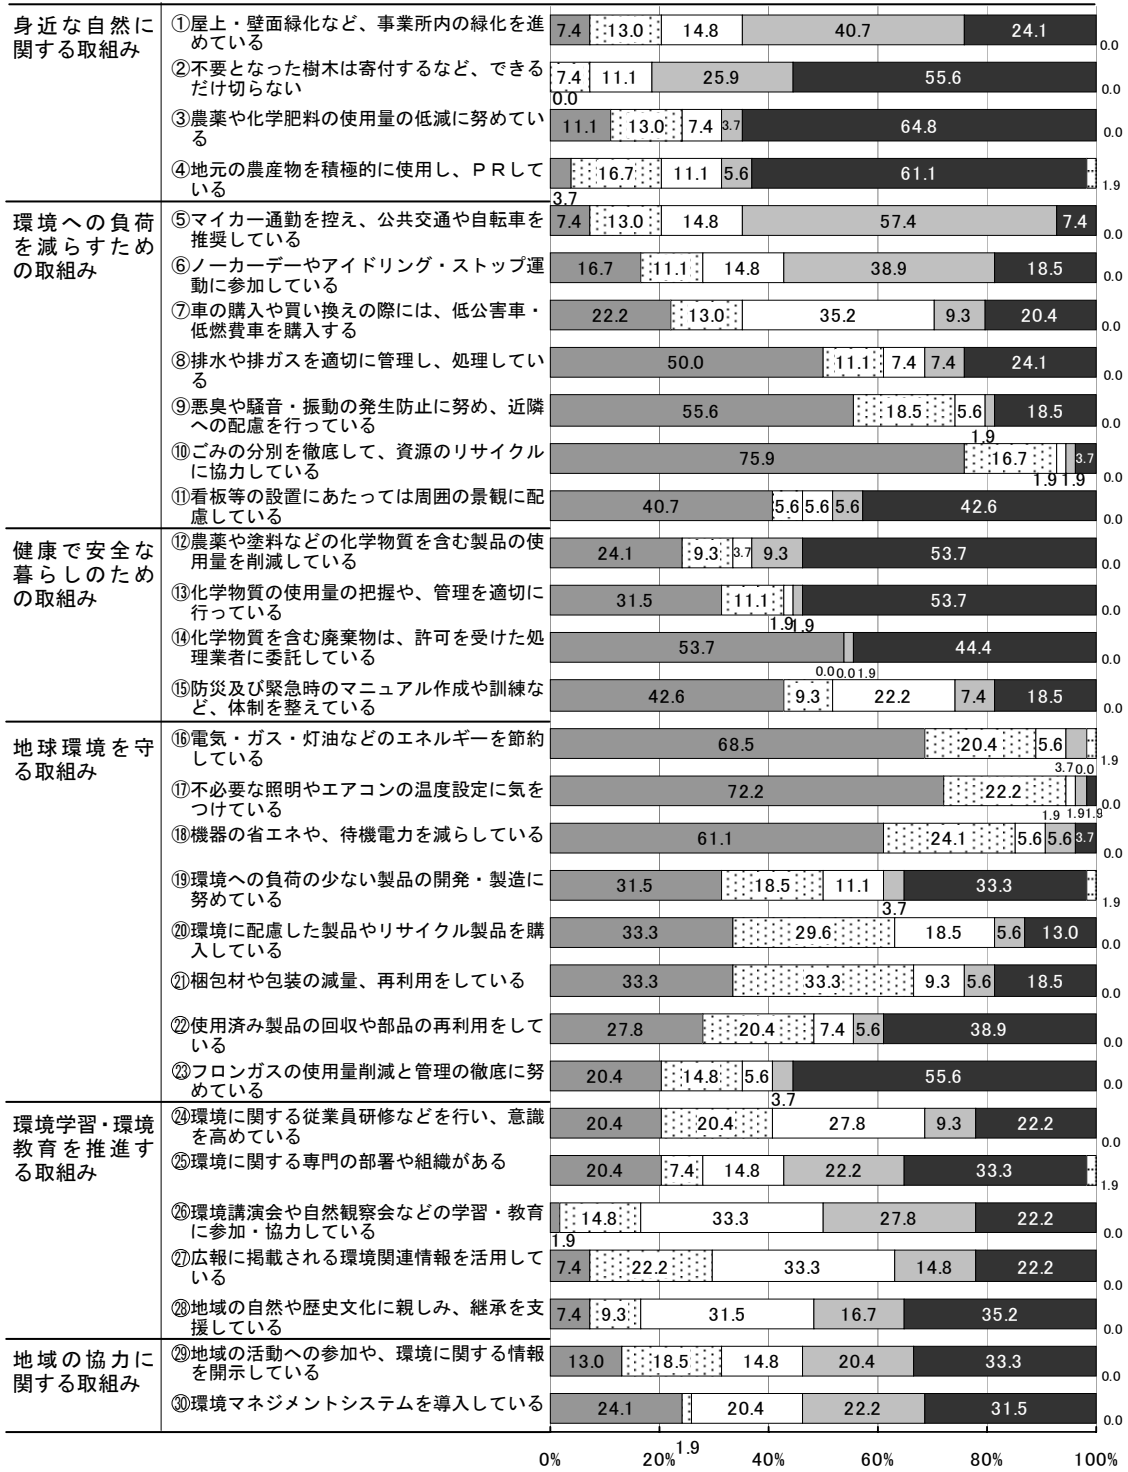 身近な自然に
関する取組み
①屋上・壁面緑化など、事業所内の緑化を進
めている
7.4 13.0 14.8 40.7 24.1 0.0
②不要となった樹木は寄付するなど、できる
だけ切らない
7.4 11.1 25.9 55.6 0.0
0.0
③農薬や化学肥料の使用量の低減に努めてい
る
11.1 13.0 7.4 3.7 64.8 0.0
④地元の農産物を積極的に使用し、ＰＲして
いる
16.7 11.1 5.6 61.1 1.9
3.7
環境への負荷
を減らすため
の取組み
⑤マイカー通勤を控え、公共交通や自転車を
推奨している
7.4 13.0 14.8 57.4 7.4 0.0
⑥ノーカーデーやアイドリング・ストップ運
動に参加している
16.7 11.1 14.8 38.9 18.5 0.0
⑦車の購入や買い換えの際には、低公害車・
低燃費車を購入する
22.2 13.0 35.2 9.3 20.4 0.0
⑧排水や排ガスを適切に管理し、処理してい
る
50.0 11.1 7.4 7.4 24.1 0.0
⑨悪臭や騒音・振動の発生防止に努め、近隣
への配慮を行っている
55.6 18.5 5.6 18.5 0.0
1.9
⑩ごみの分別を徹底して、資源のリサイクル
に協力している
75.9 16.7 3.7 0.0
1.9 1.9
⑪看板等の設置にあたっては周囲の景観に配
慮している
40.7 5.6 5.6 5.6 42.6 0.0
健康で安全な
暮らしのため
の取組み
⑫農薬や塗料などの化学物質を含む製品の使
用量を削減している
24.1 9.3 3.7 9.3 53.7 0.0
⑬化学物質の使用量の把握や、管理を適切に
行っている
31.5 11.1 53.7 0.0
1.9 1.9
⑭化学物質を含む廃棄物は、許可を受けた処
理業者に委託している
53.7 44.4 0.0
0.0 0.0 1.9
⑮防災及び緊急時のマニュアル作成や訓練な
ど、体制を整えている
42.6 9.3 22.2 7.4 18.5 0.0
地球環境を守
る取組み
⑯電気・ガス・灯油などのエネルギーを節約
している
68.5 20.4 5.6 1.9
3.7 0.0
⑰不必要な照明やエアコンの温度設定に気を
つけている
72.2 22.2 0.0
1.9 1.9 1.9
⑱機器の省エネや、待機電力を減らしている
61.1 24.1 5.6 5.6 3.7 0.0
⑲環境への負荷の少ない製品の開発・製造に
努めている
31.5 18.5 11.1 33.3 1.9
3.7
⑳環境に配慮した製品やリサイクル製品を購
入している
33.3 29.6 18.5 5.6 13.0 0.0
㉑梱包材や包装の減量、再利用をしている
33.3 33.3 9.3 5.6 18.5 0.0
㉒使用済み製品の回収や部品の再利用をして
いる
27.8 20.4 7.4 5.6 38.9 0.0
㉓フロンガスの使用量削減と管理の徹底に努
めている
20.4 14.8 5.6 55.6 0.0
3.7
環境学習・環境
教育を推進す
る取組み
㉔環境に関する従業員研修などを行い、意識
を高めている
20.4 20.4 27.8 9.3 22.2 0.0
㉕環境に関する専門の部署や組織がある
20.4 7.4 14.8 22.2 33.3 1.9
㉖環境講演会や自然観察会などの学習・教育
に参加・協力している
14.8 33.3 27.8 22.2 0.0
1.9
㉗広報に掲載される環境関連情報を活用して
いる
7.4 22.2 33.3 14.8 22.2 0.0
㉘地域の自然や歴史文化に親しみ、継承を支
援している
7.4 9.3 31.5 16.7 35.2 0.0
地域の協力に
関する取組み
㉙地域の活動への参加や、環境に関する情報
を開示している
13.0 18.5 14.8 20.4 33.3 0.0
㉚環境マネジメントシステムを導入している
24.1 20.4 22.2 31.5 0.0
1.9
0% 20% 40% 60% 80% 100%